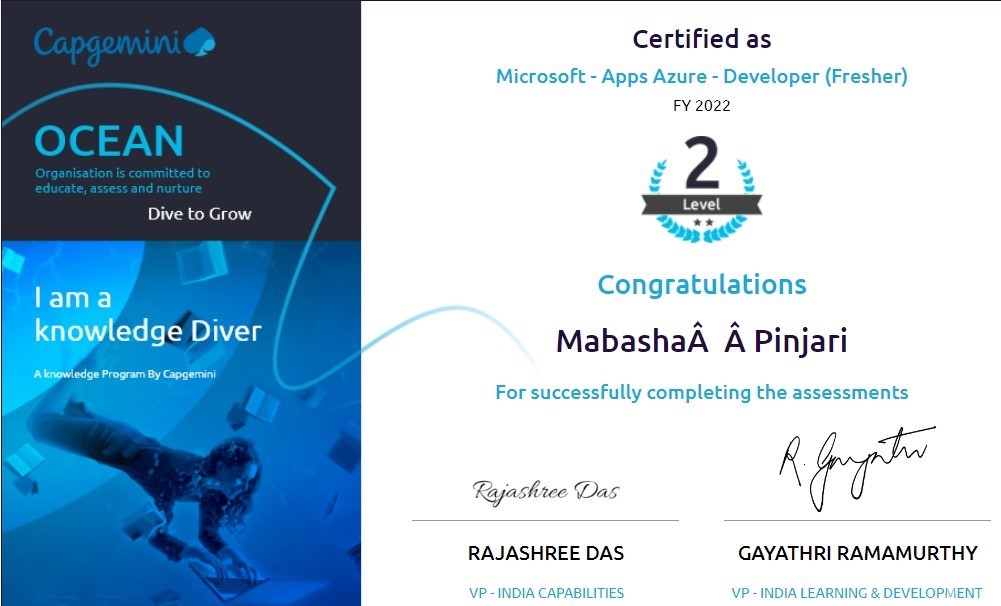 Capgemini
OCEAN
Organisation is committed to
educate, assess and nurture
Dive to Grow
I am a
knowledge Diver
A knowledge Program By Capgemini
Certified as
Microsoft - Apps Azure - Developer (Fresher)
FY 2022
2
Level
Congratulations
MabashaÂ Â Pinjari
For successfully completing the assessments
Rajashree Das
R. Gayathri
RAJASHREE DAS
GAYATHRI RAMAMURTHY
VP - INDIA CAPABILITIES
VP - INDIA LEARNING & DEVELOPMENT